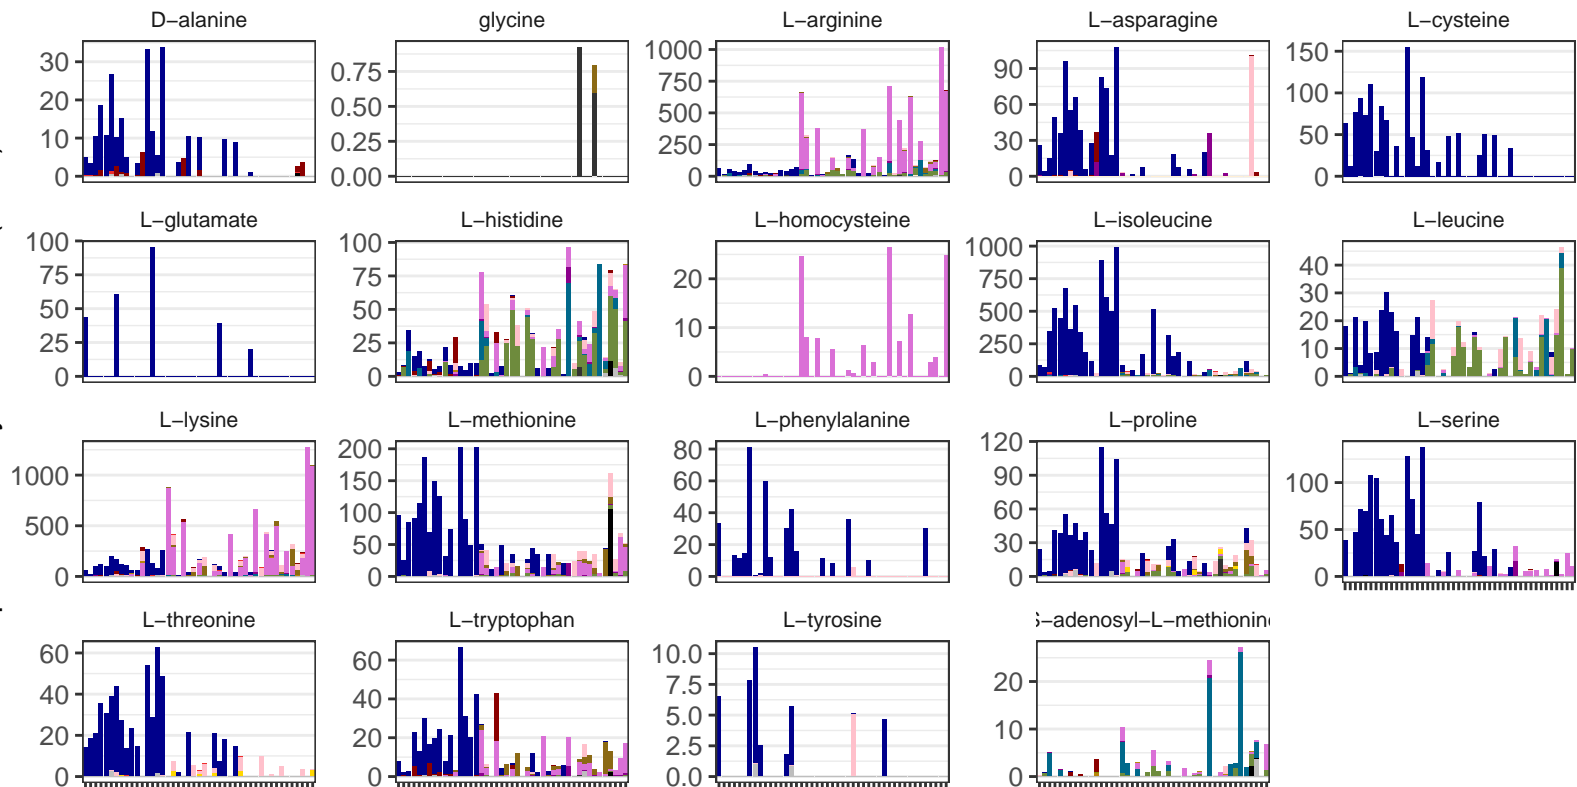 D−alanine glycine L−arginine L−asparagine L−cysteine
30 20 10 0
0.75 0.50 0.25 0.00
1000 750 500 250 0
90 60 30 0
150 100 50 0
L−glutamate L−histidine L−homocysteine L−isoleucine L−leucine
100 75 50 25 0
100 75 50 25 0
20 10 0
1000 750 500 250 0
40 30 20 10 0
L−lysine L−methionine L−phenylalanine L−proline L−serine
1000 500 0
200 150 100 50 0
80 60 40 20 0
120 90 60 30 0
100 50 0
L−threonine L−tryptophan L−tyrosine −adenosyl−L−methionin
60 40 20 0
60 40 20 0
10.0 7.5 5.0 2.5 0.0
20 10 0